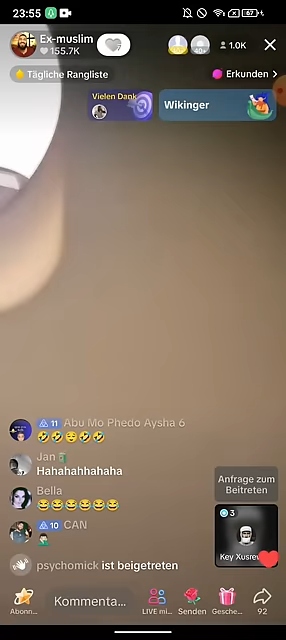 23:55
Ex-muslim
155.7K
40+
1.0K
Tägliche Rangliste
Erkunden
Vielen Dank
Wikinger
11 Abu Mo Phedo Aysha 6
🤣🤣😌🤣🤣
Jan
Hahahahhahaha
Bella
😂😂😂😂😂😂
10 CAN
🤦🏻‍♂️
psychomick ist beigetreten
Anfrage zum
Beitreten
3
Key Xusrev
Abonn...
Kommenta...
LIVE mi...
Senden
Gesche...
92